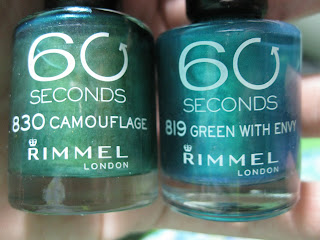 60
SECONDS
830 CAMOUFLAGE
RIMMEL
LONDON
60
SECONDS
819 GREEN WITH ENVY
RIMMEL
LONDON